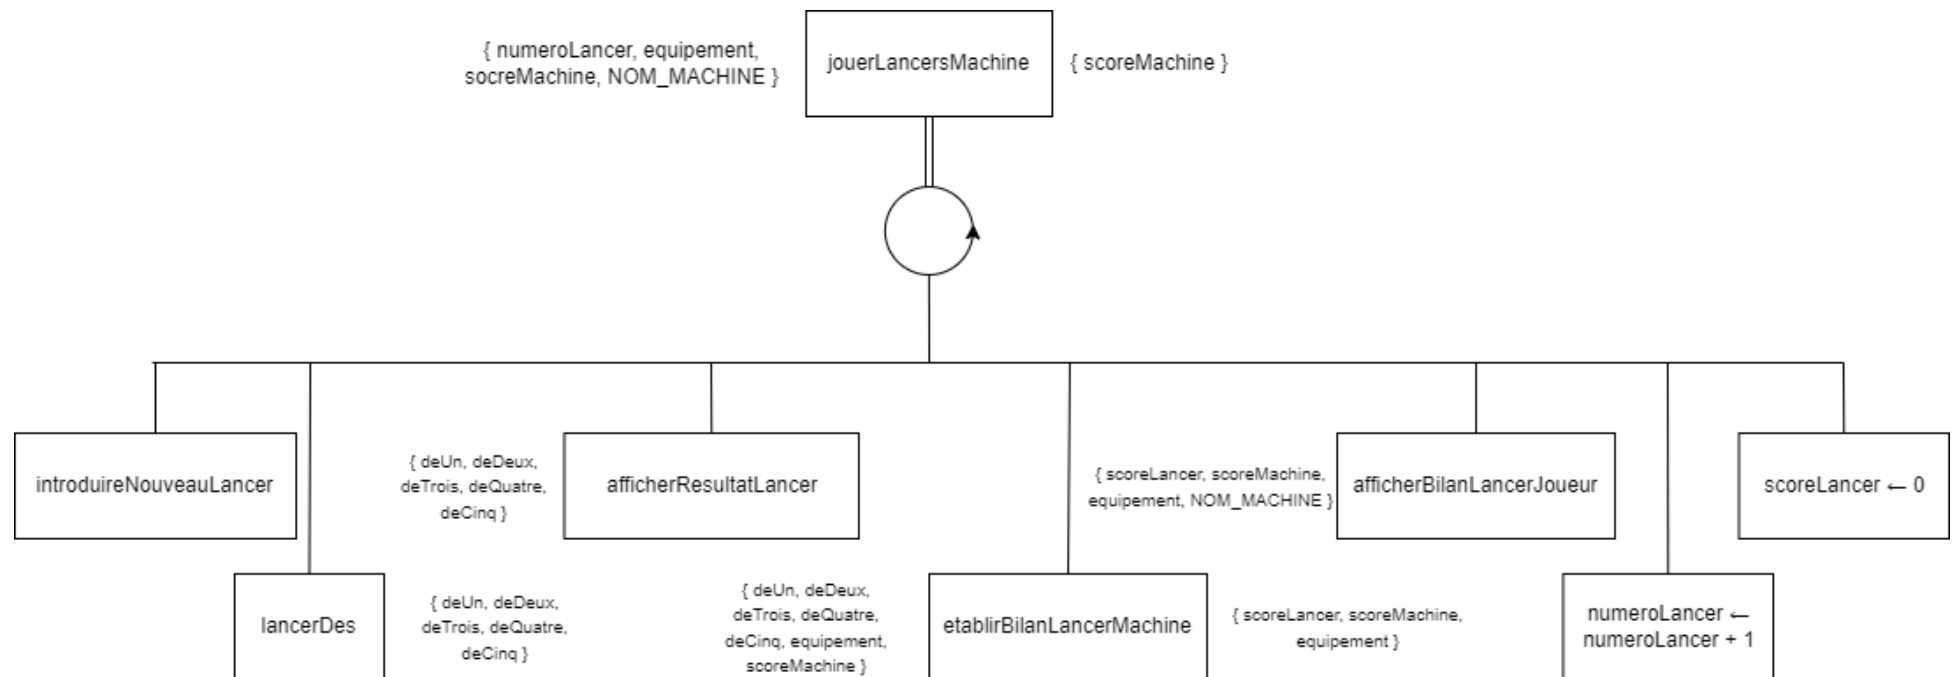 { numeroLancer, equipement,
socreMachine, NOM_MACHINE }
jouerLancersMachine
{ scoreMachine }
introduireNouveauLancer
{ deUn, deDeux,
deTrois, deQuatre,
deCinq }
afficherResultatLancer
{ scoreLancer, scoreMachine,
equipement, NOM_MACHINE }
afficherBilanLancerJoueur
scoreLancer ← 0
lancerDes
{ deUn, deDeux,
deTrois, deQuatre,
deCinq }
{ deUn, deDeux,
deTrois, deQuatre,
deCinq, equipement,
scoreMachine }
etablirBilanLancerMachine
{ scoreLancer, scoreMachine,
equipement }
numeroLancer ←
numeroLancer + 1